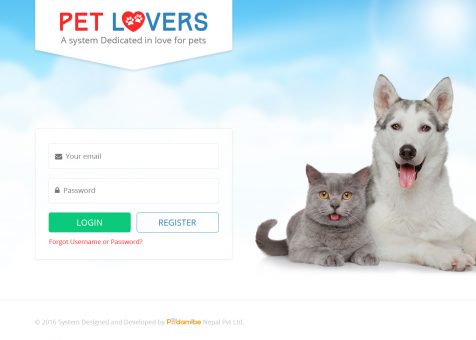 PET LOVERS
A system Dedicated in love for pets
Your email
Password
LOGIN
REGISTER
Forgot Username or Password?
© 2016 System Designed and Developed by Podamibe Nepal Pvt Ltd.